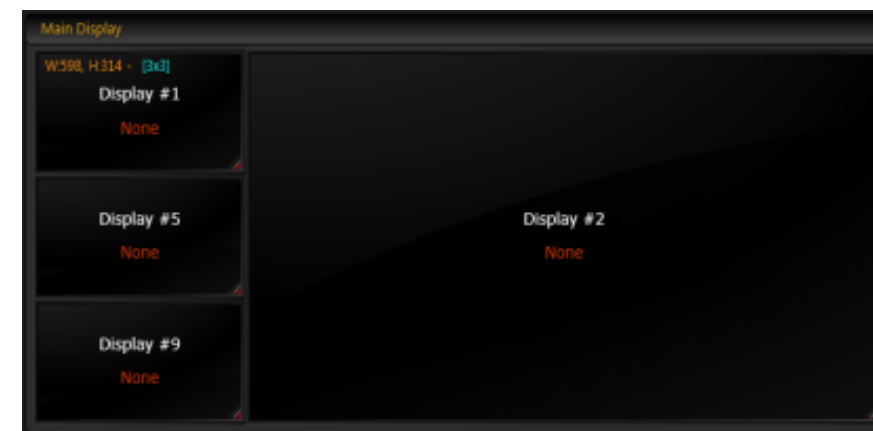 Main Display
W:598, H:314 - [3x3]
Display #1
None
Display #5
None
Display #2
None
Display #9
None